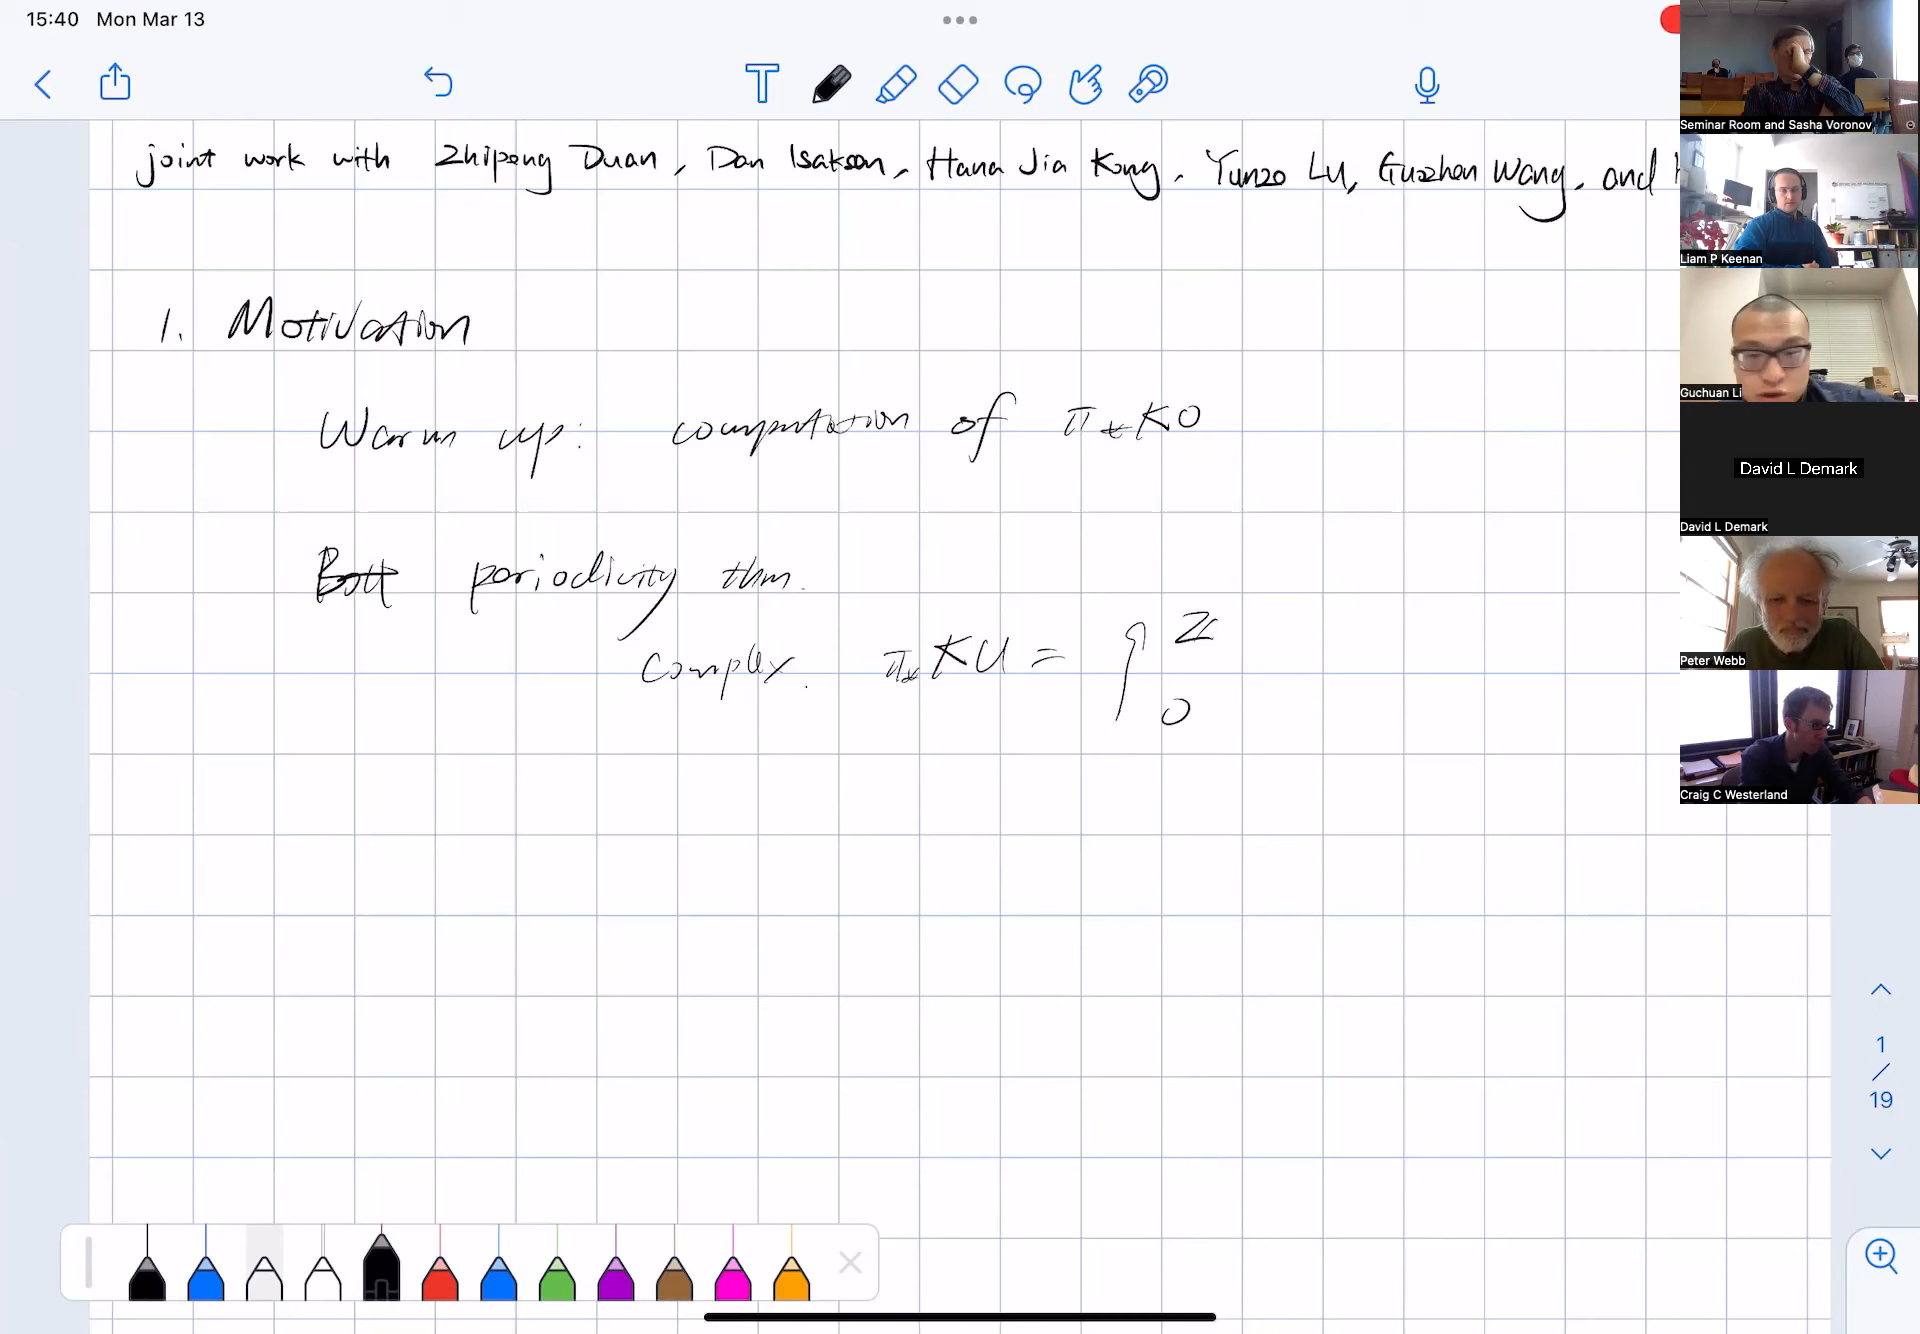 15:40 Mon Mar 13
joint work with Zhipeng Duan, Dan Isaksen, Hana Jia Kong, Yunze Lu, Guozhen Wang, and
1. Motivation
Warm up: computation of π_*KO
Bott periodicity thm.
complex. π_*KU = { Z
0
Seminar Room and Sasha Voronov
Liam P Keenan
Guchuan Li
David L Demark
David L Demark
Peter Webb
Craig C Westerland
1
/
19